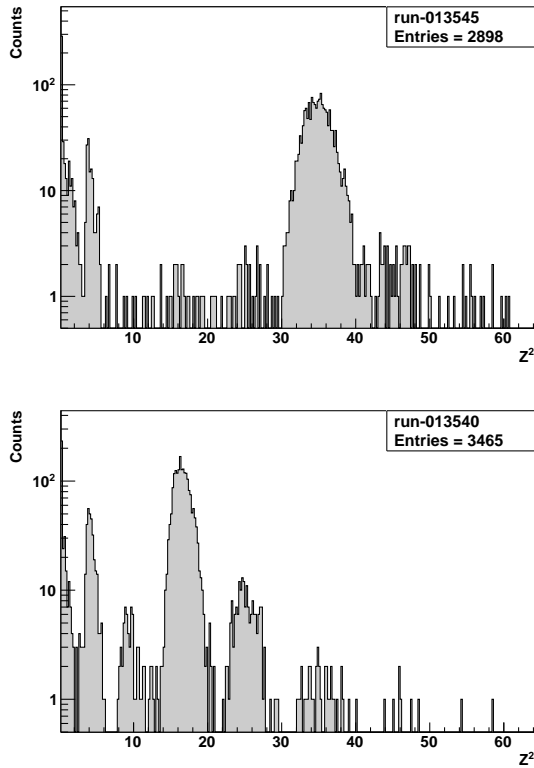 Counts
run-013545
Entries = 2898
10²
10
1
10 20 30 40 50 60
Z²
Counts
run-013540
Entries = 3465
10²
10
1
10 20 30 40 50 60
Z²